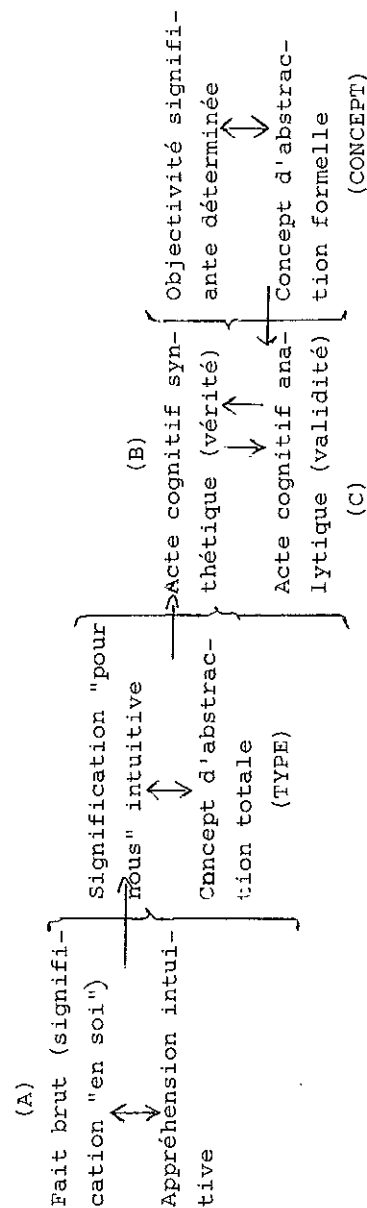 (A)
Fait brut (signifi-
cation "en soi")
Appréhension intui-
tive
Signification "pour
nous" intuitive
Concept d'abstrac-
tion totale
(TYPE)
(B)
Acte cognitif syn-
thétique (vérité)
Acte cognitif ana-
lytique (validité)
(C)
Objectivité signifi-
ante déterminée
Concept d'abstrac-
tion formelle
(CONCEPT)